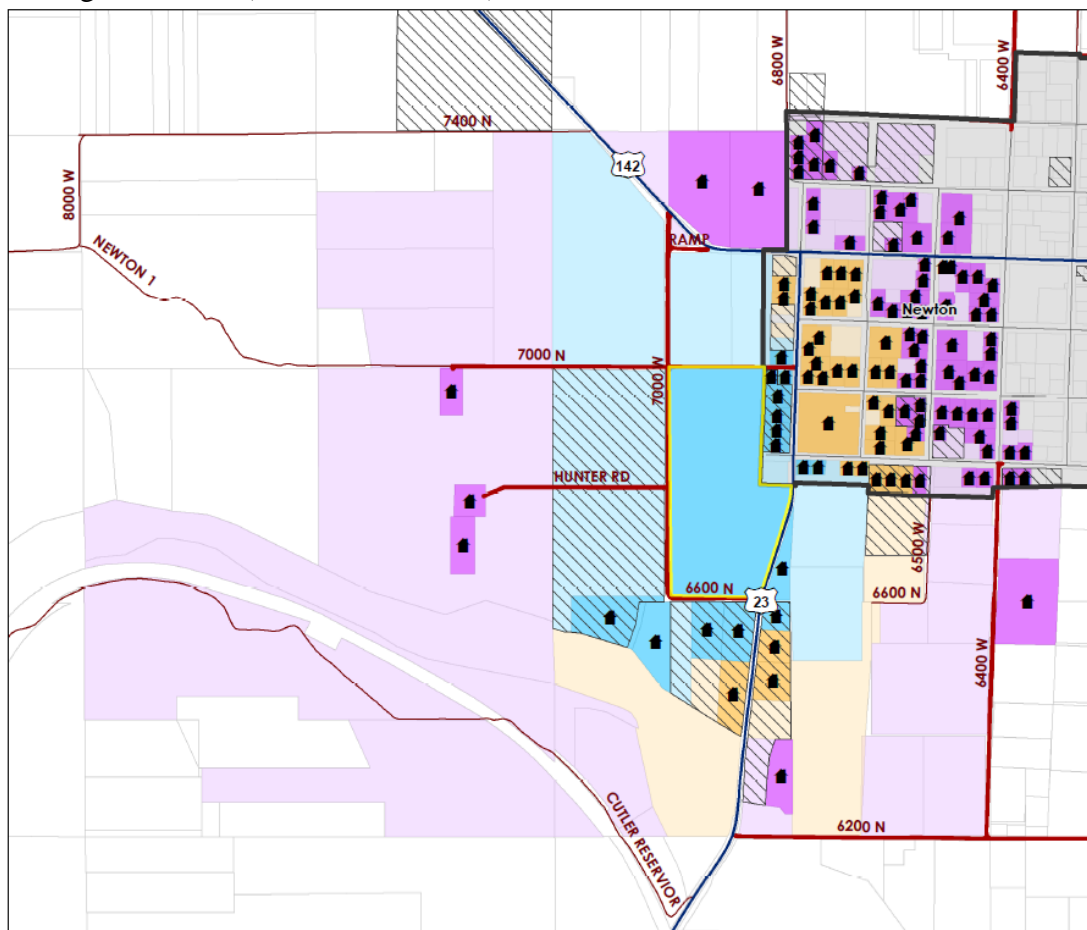 6800 W
6400 W
7400 N
142
8000 W
RAMP
NEWTON 1
Newton
7000 N
7000 W
HUNTER RD
6500 W
6600 N
6600 N
23
6400 W
CUTLER RESERVIOR
6200 N